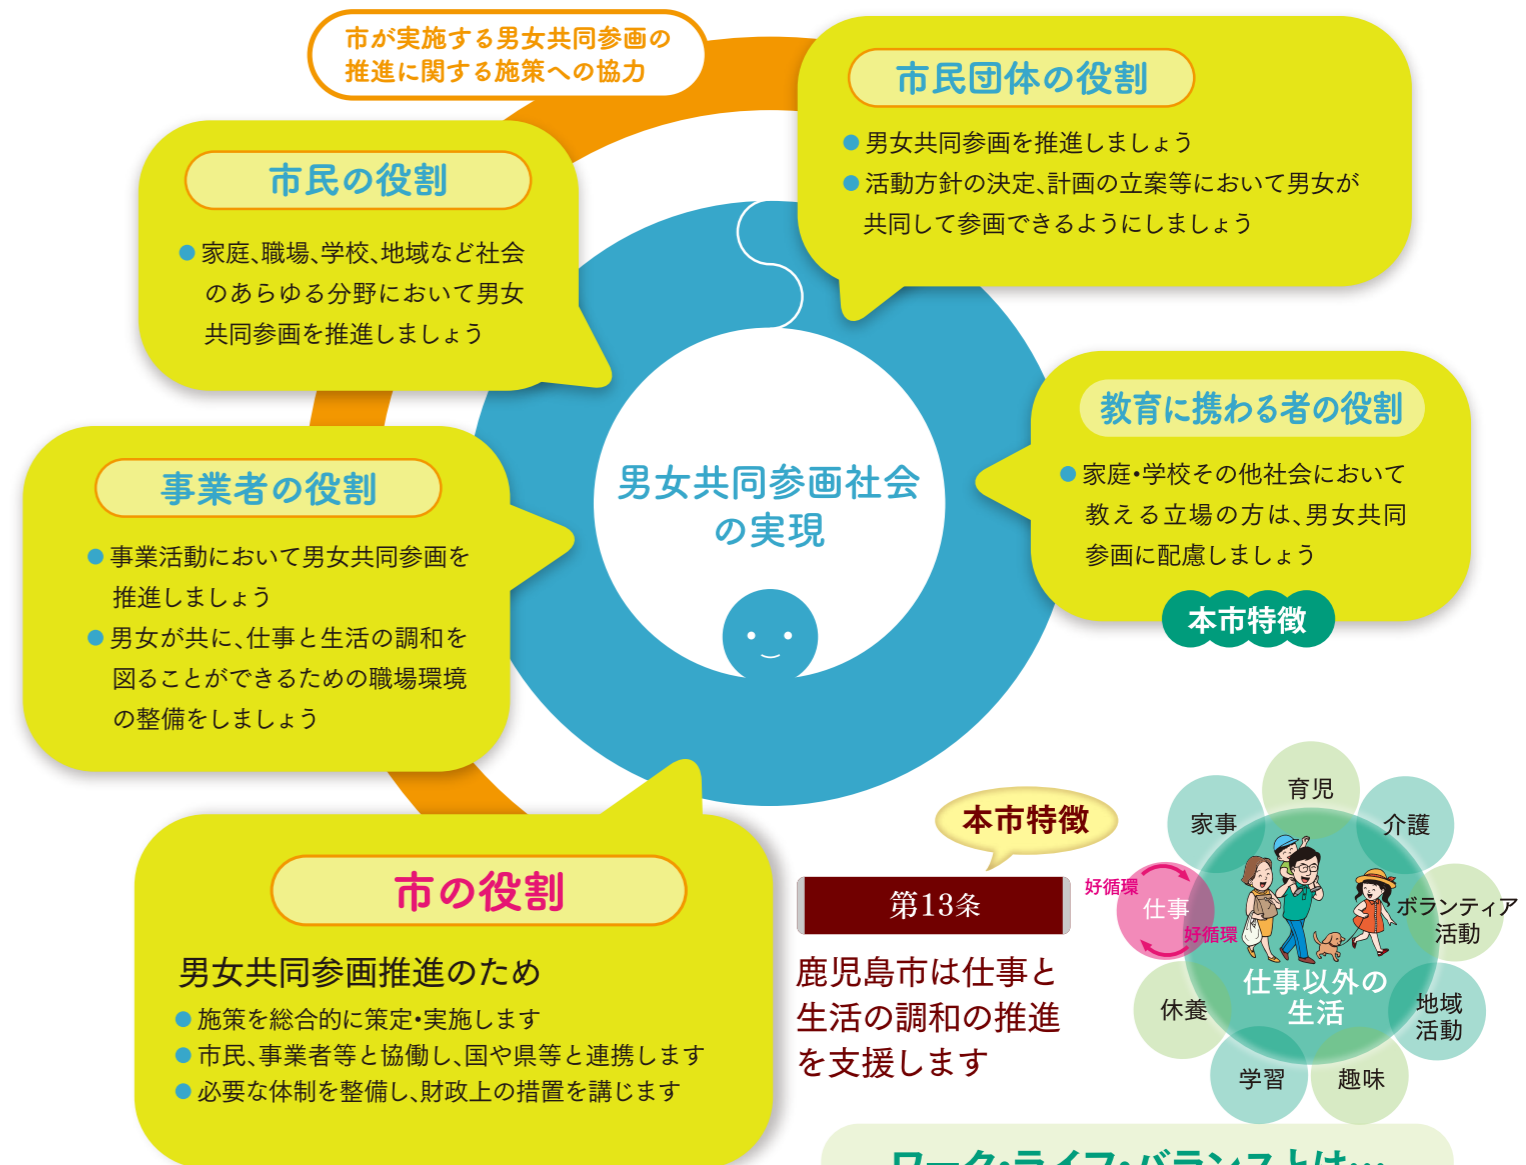 市が実施する男女共同参画の
推進に関する施策への協力
市民団体の役割
●男女共同参画を推進しましょう
●活動方針の決定、計画の立案等において男女が
共同して参画できるようにしましょう
市民の役割
●家庭、職場、学校、地域など社会
のあらゆる分野において男女
共同参画を推進しましょう
教育に携わる者の役割
●家庭・学校その他社会において
教える立場の方は、男女共同
参画に配慮しましょう
本市特徴
事業者の役割
●事業活動において男女共同参画を
推進しましょう
●男女が共に、仕事と生活の調和を
図ることができるための職場環境
の整備をしましょう
男女共同参画社会
の実現
市の役割
男女共同参画推進のため
●施策を総合的に策定・実施します
●市民、事業者等と協働し、国や県等と連携します
●必要な体制を整備し、財政上の措置を講じます
本市特徴
第13条
鹿児島市は仕事と
生活の調和の推進
を支援します
育児
家事
介護
好循環
仕事
好循環
ボランティア
活動
仕事以外の
生活
休養
地域
活動
学習
趣味
ワーク・ライフ・バランスとは…